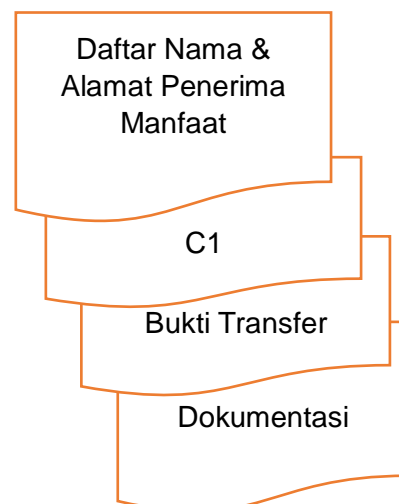 Daftar Nama &
Alamat Penerima
Manfaat
C1
Bukti Transfer
Dokumentasi